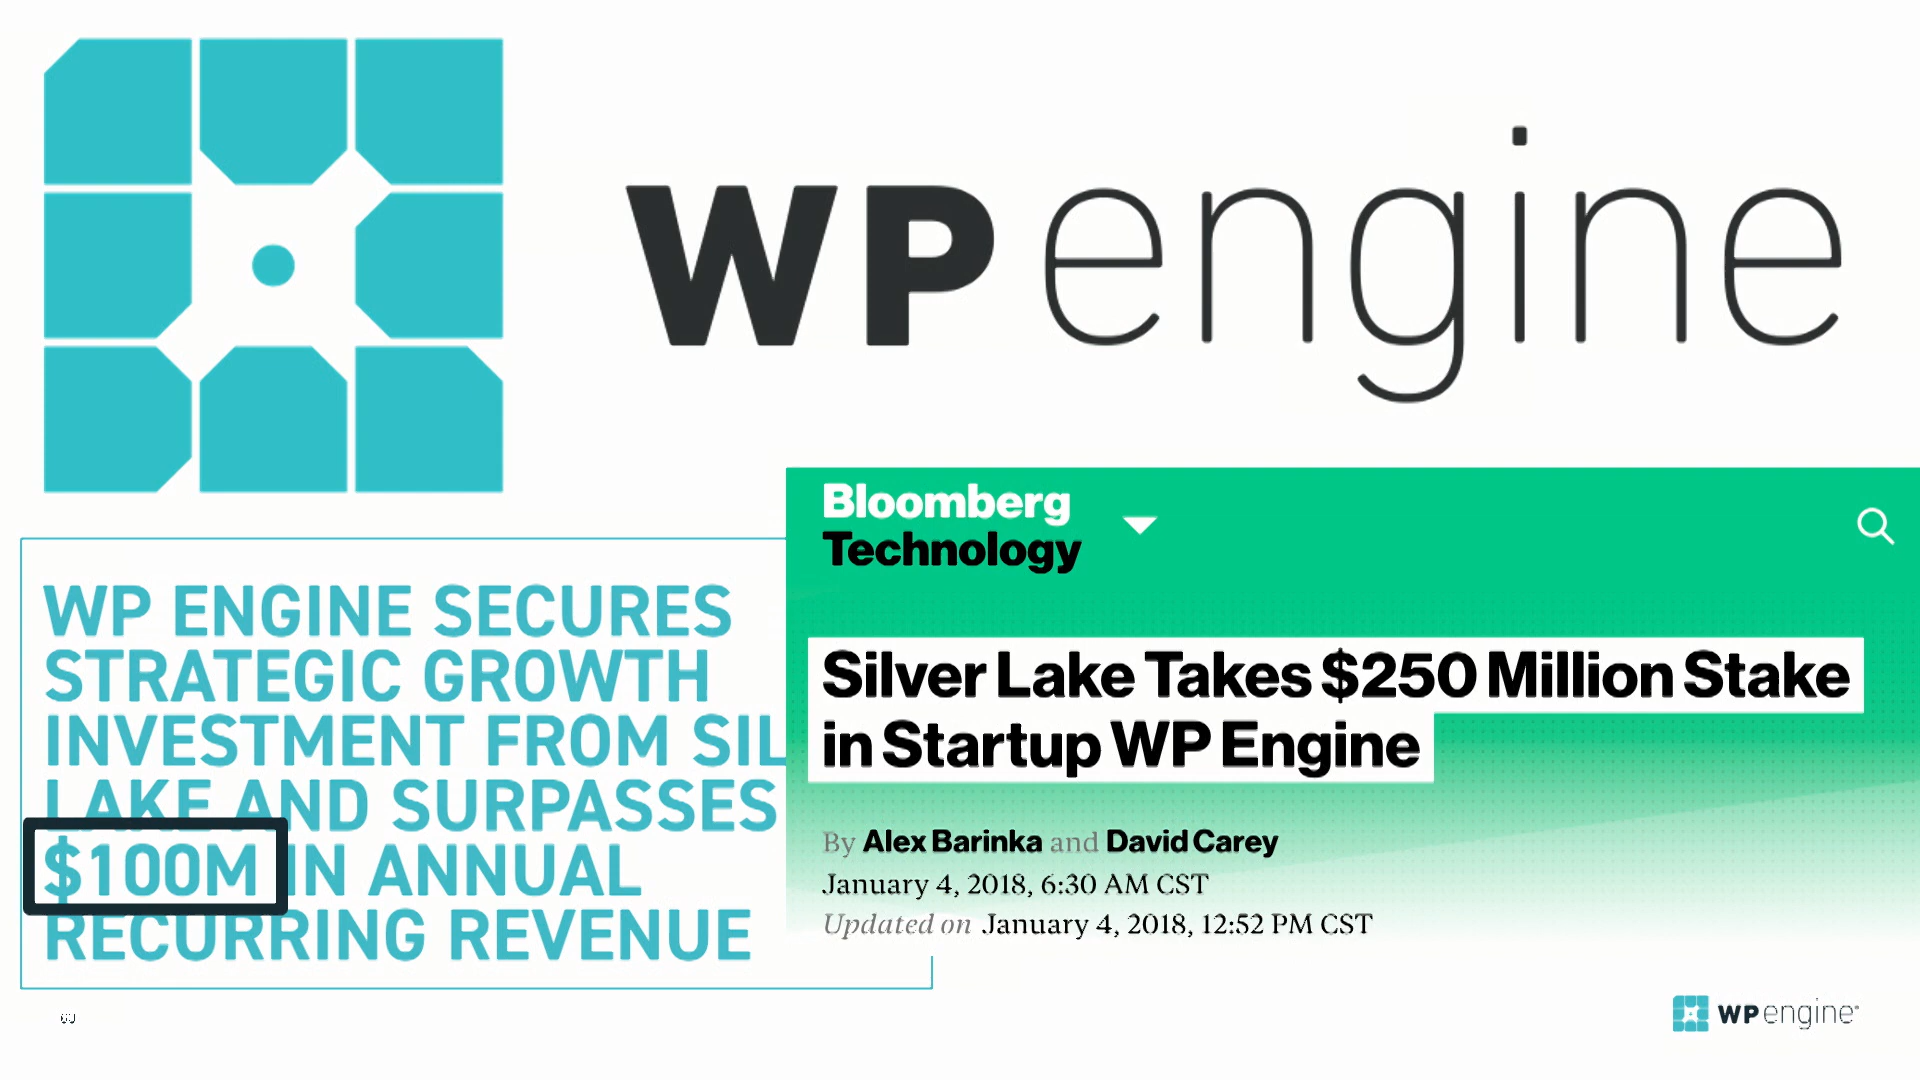 WP engine
WP ENGINE SECURES
STRATEGIC GROWTH
INVESTMENT FROM SIL
LAKE AND SURPASSES
$100M IN ANNUAL
RECURRING REVENUE
Bloomberg
Technology
Silver Lake Takes $250 Million Stake
in Startup WP Engine
By Alex Barinka and David Carey
January 4, 2018, 6:30 AM CST
Updated on January 4, 2018, 12:52 PM CST
WP engine